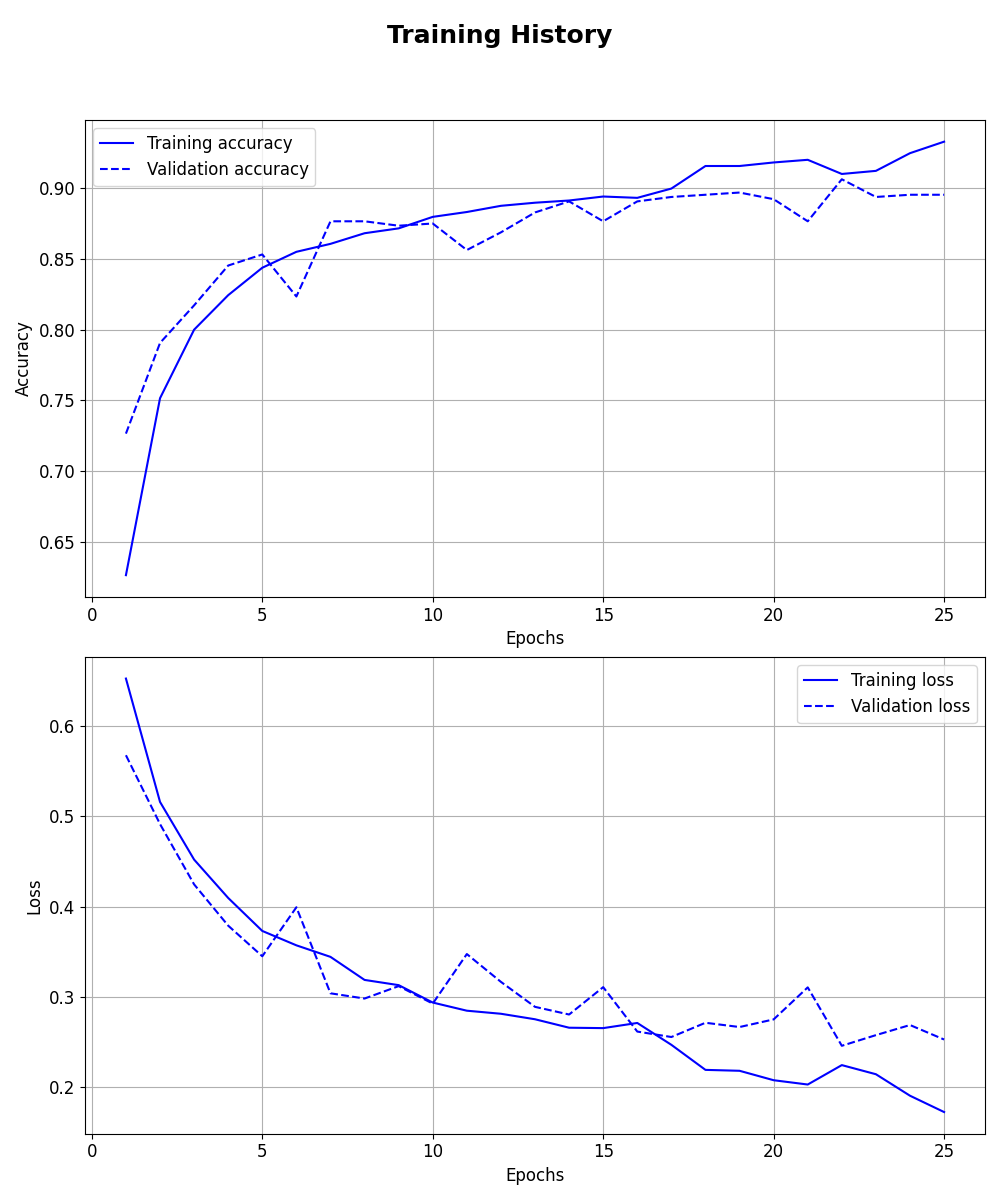 Training History
Training accuracy
Validation accuracy
0.90
0.85
0.80
0.75
0.70
0.65
Accuracy
0 5 10 15 20 25
Epochs
Training loss
Validation loss
0.6
0.5
0.4
0.3
0.2
Loss
0 5 10 15 20 25
Epochs